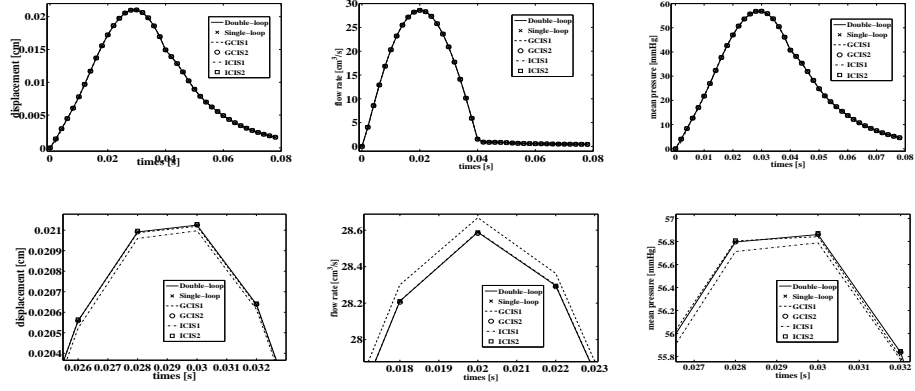 displacement [cm]
0.02
0.015
0.01
0.005
0
0
0.02
0.04
0.06
0.08
times [s]
Double-loop
Single-loop
GCIS1
GCIS2
ICIS1
ICIS2
flow rate [cm³/s]
30
25
20
15
10
5
0
0
0.02
0.04
0.06
0.08
times [s]
Double-loop
Single-loop
GCIS1
GCIS2
ICIS1
ICIS2
mean pressure [mmHg]
60
50
40
30
20
10
0
0
0.01
0.02
0.03
0.04
0.05
0.06
0.07
0.08
times [s]
Double-loop
Single-loop
GCIS1
GCIS2
ICIS1
ICIS2
displacement [cm]
0.021
0.0209
0.0208
0.0207
0.0206
0.0205
0.0204
0.026
0.027
0.028
0.029
0.03
0.031
0.032
times [s]
Double-loop
Single-loop
GCIS1
GCIS2
ICIS1
ICIS2
flow rate [cm³/s]
28.6
28.4
28.2
28
0.018
0.019
0.02
0.021
0.022
0.023
times [s]
Double-loop
Single-loop
GCIS1
GCIS2
ICIS1
ICIS2
mean pressure [mmHg]
57
56.8
56.6
56.4
56.2
56
55.8
0.027
0.028
0.029
0.03
0.031
0.032
times [s]
Double-loop
Single-loop
GCIS1
GCIS2
ICIS1
ICIS2